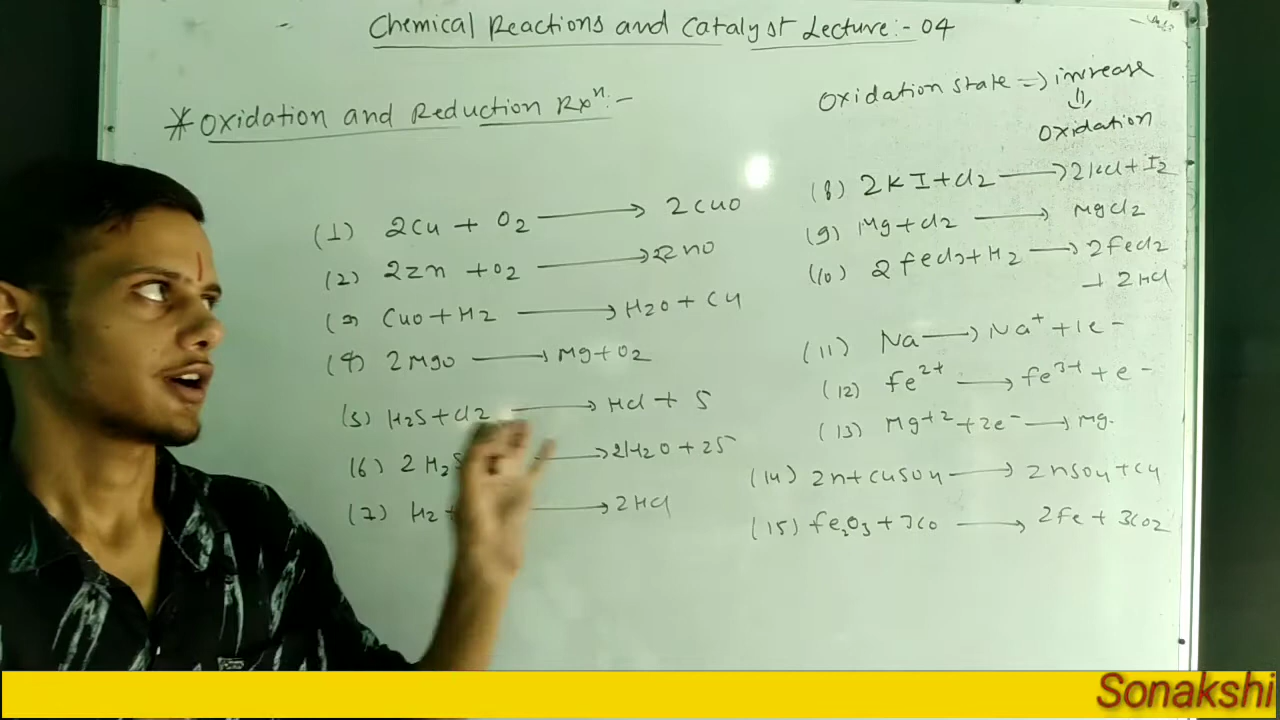 Chemical Reactions and Catalyst Lecture:- 04
*Oxidation and Reduction Rxⁿ:-
(1) 2Cu + O2 → 2CuO
(2) 2Zn + O2 → 2ZnO
(3) CuO + H2 → H2O + Cu
(4) 2MgO → Mg + O2
(5) H2S + Cl2 → HCl + S
(6) 2H2S → 2H2O + 2S
(7) H2 + → 2HCl
Oxidation state ⇒ increase
⇓
Oxidation
(8) 2KI + Cl2 → 2KCl + I2
(9) Mg + Cl2 → MgCl2
(10) 2FeCl3 + H2 → 2FeCl2
+ 2HCl
(11) Na → Na⁺ + 1e⁻
(12) Fe²⁺ → Fe³⁺ + e⁻
(13) Mg⁺² + 2e⁻ → Mg.
(14) Zn + CuSO4 → ZnSO4 + Cu
(15) Fe2O3 + 3CO → 2Fe + 3CO2
Sonakshi